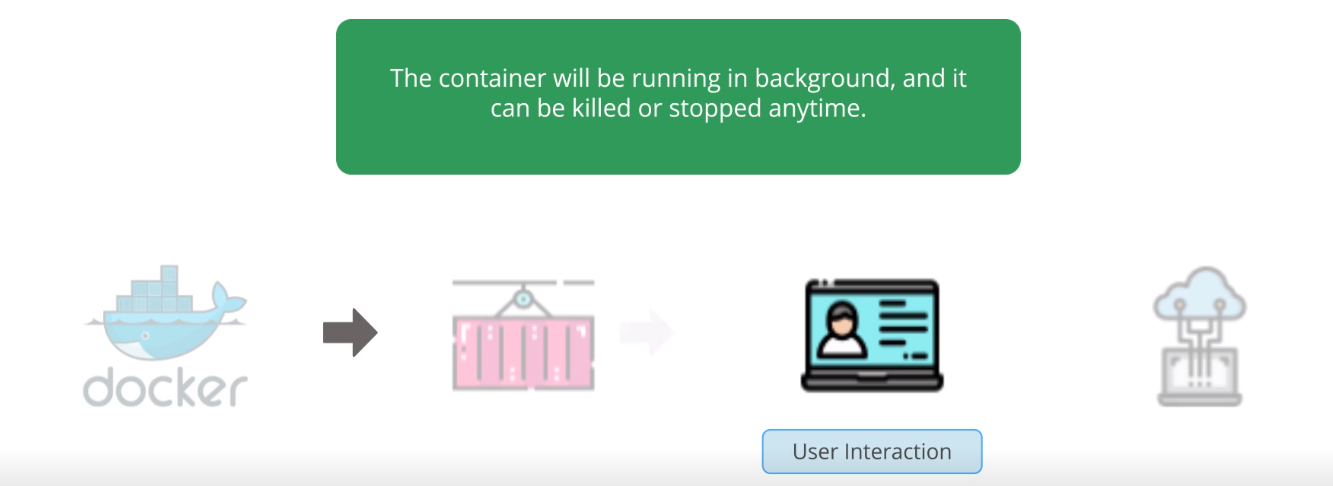 The container will be running in background, and it
can be killed or stopped anytime.
docker
User Interaction